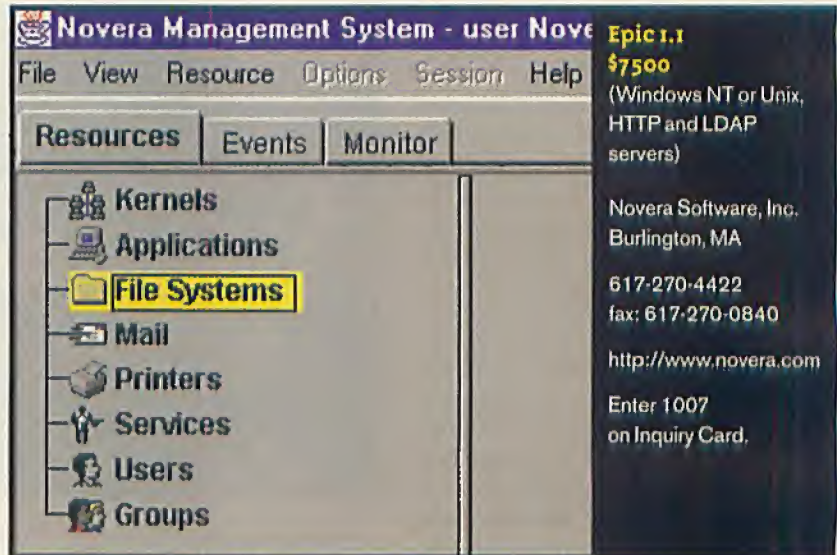 Novera Management System - user Nove
File View Resource Options Session Help
Resources Events Monitor
Kernels
Applications
File Systems
Mail
Printers
Services
Users
Groups
Epic 1.1
$7500
(Windows NT or Unix,
HTTP and LDAP
servers)
Novera Software, Inc.
Burlington, MA
617-270-4422
fax: 617-270-0840
http://www.novera.com
Enter 1007
on Inquiry Card.